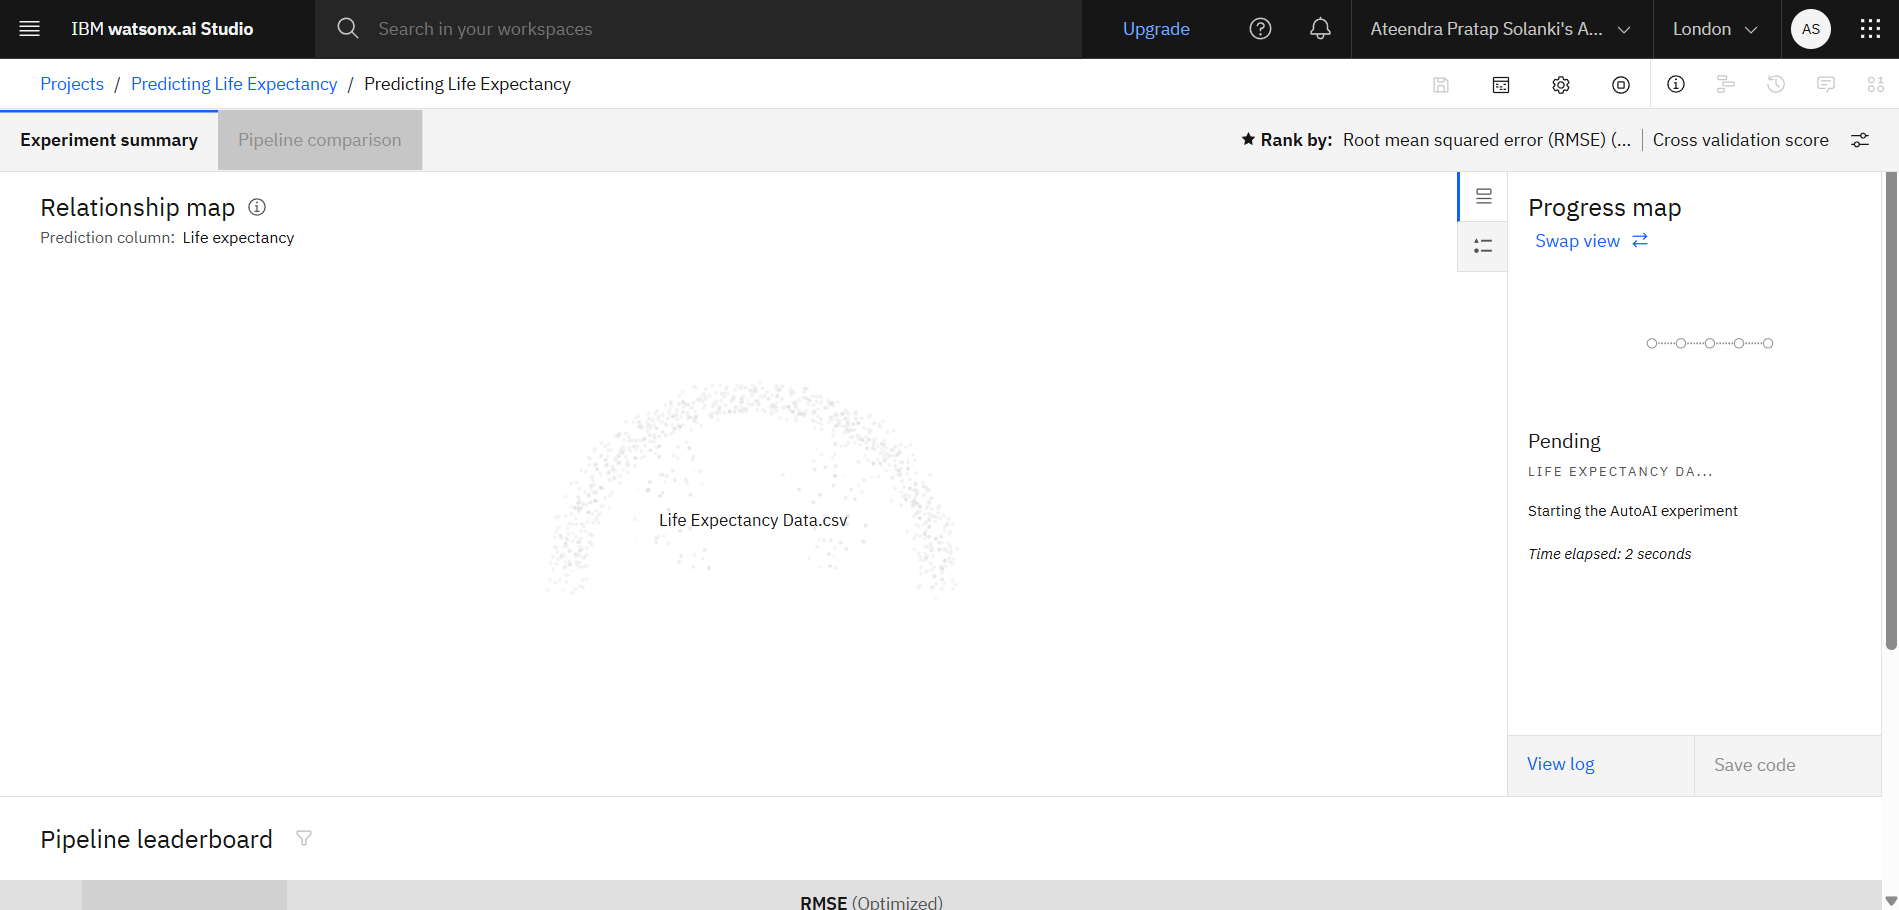 IBM watsonx.ai Studio
Search in your workspaces
Upgrade
Ateendra Pratap Solanki's A...
London
AS
Projects / Predicting Life Expectancy / Predicting Life Expectancy
Experiment summary
Pipeline comparison
Rank by: Root mean squared error (RMSE) (... | Cross validation score
Relationship map
Prediction column: Life expectancy
Life Expectancy Data.csv
Progress map
Swap view
Pending
LIFE EXPECTANCY DA...
Starting the AutoAI experiment
Time elapsed: 2 seconds
View log
Save code
Pipeline leaderboard
RMSE (Optimized)